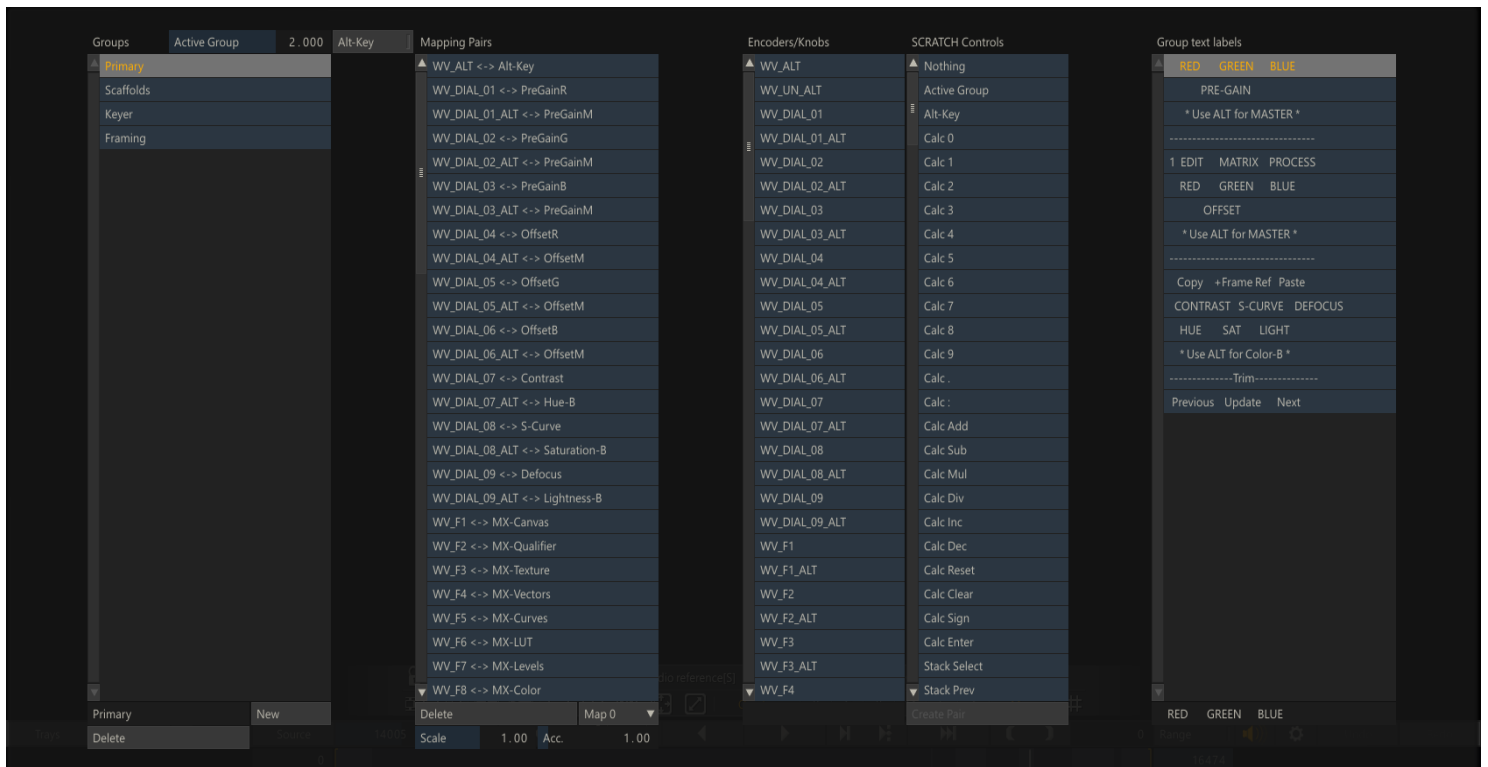 Groups Active Group 2.000 Alt-Key
Primary
Scaffolds
Keyer
Framing
Primary New
Delete
Mapping Pairs
WV_ALT <-> Alt-Key
WV_DIAL_01 <-> PreGainR
WV_DIAL_01_ALT <-> PreGainM
WV_DIAL_02 <-> PreGainG
WV_DIAL_02_ALT <-> PreGainM
WV_DIAL_03 <-> PreGainB
WV_DIAL_03_ALT <-> PreGainM
WV_DIAL_04 <-> OffsetR
WV_DIAL_04_ALT <-> OffsetM
WV_DIAL_05 <-> OffsetG
WV_DIAL_05_ALT <-> OffsetM
WV_DIAL_06 <-> OffsetB
WV_DIAL_06_ALT <-> OffsetM
WV_DIAL_07 <-> Contrast
WV_DIAL_07_ALT <-> Hue-B
WV_DIAL_08 <-> S-Curve
WV_DIAL_08_ALT <-> Saturation-B
WV_DIAL_09 <-> Defocus
WV_DIAL_09_ALT <-> Lightness-B
WV_F1 <-> MX-Canvas
WV_F2 <-> MX-Qualifier
WV_F3 <-> MX-Texture
WV_F4 <-> MX-Vectors
WV_F5 <-> MX-Curves
WV_F6 <-> MX-LUT
WV_F7 <-> MX-Levels
WV_F8 <-> MX-Color
Delete Map 0
Scale 1.00 Acc. 1.00
Encoders/Knobs
WV_ALT
WV_UN_ALT
WV_DIAL_01
WV_DIAL_01_ALT
WV_DIAL_02
WV_DIAL_02_ALT
WV_DIAL_03
WV_DIAL_03_ALT
WV_DIAL_04
WV_DIAL_04_ALT
WV_DIAL_05
WV_DIAL_05_ALT
WV_DIAL_06
WV_DIAL_06_ALT
WV_DIAL_07
WV_DIAL_07_ALT
WV_DIAL_08
WV_DIAL_08_ALT
WV_DIAL_09
WV_DIAL_09_ALT
WV_F1
WV_F1_ALT
WV_F2
WV_F2_ALT
WV_F3
WV_F3_ALT
WV_F4
SCRATCH Controls
Nothing
Active Group
Alt-Key
Calc 0
Calc 1
Calc 2
Calc 3
Calc 4
Calc 5
Calc 6
Calc 7
Calc 8
Calc 9
Calc .
Calc :
Calc Add
Calc Sub
Calc Mul
Calc Div
Calc Inc
Calc Dec
Calc Reset
Calc Clear
Calc Sign
Calc Enter
Stack Select
Stack Prev
Create Pair
Group text labels
RED GREEN BLUE
PRE-GAIN
* Use ALT for MASTER *
--------------------------------
1 EDIT MATRIX PROCESS
RED GREEN BLUE
OFFSET
* Use ALT for MASTER *
--------------------------------
Copy +Frame Ref Paste
CONTRAST S-CURVE DEFOCUS
HUE SAT LIGHT
* Use ALT for Color-B *
--------------Trim--------------
Previous Update Next
RED GREEN BLUE
Range